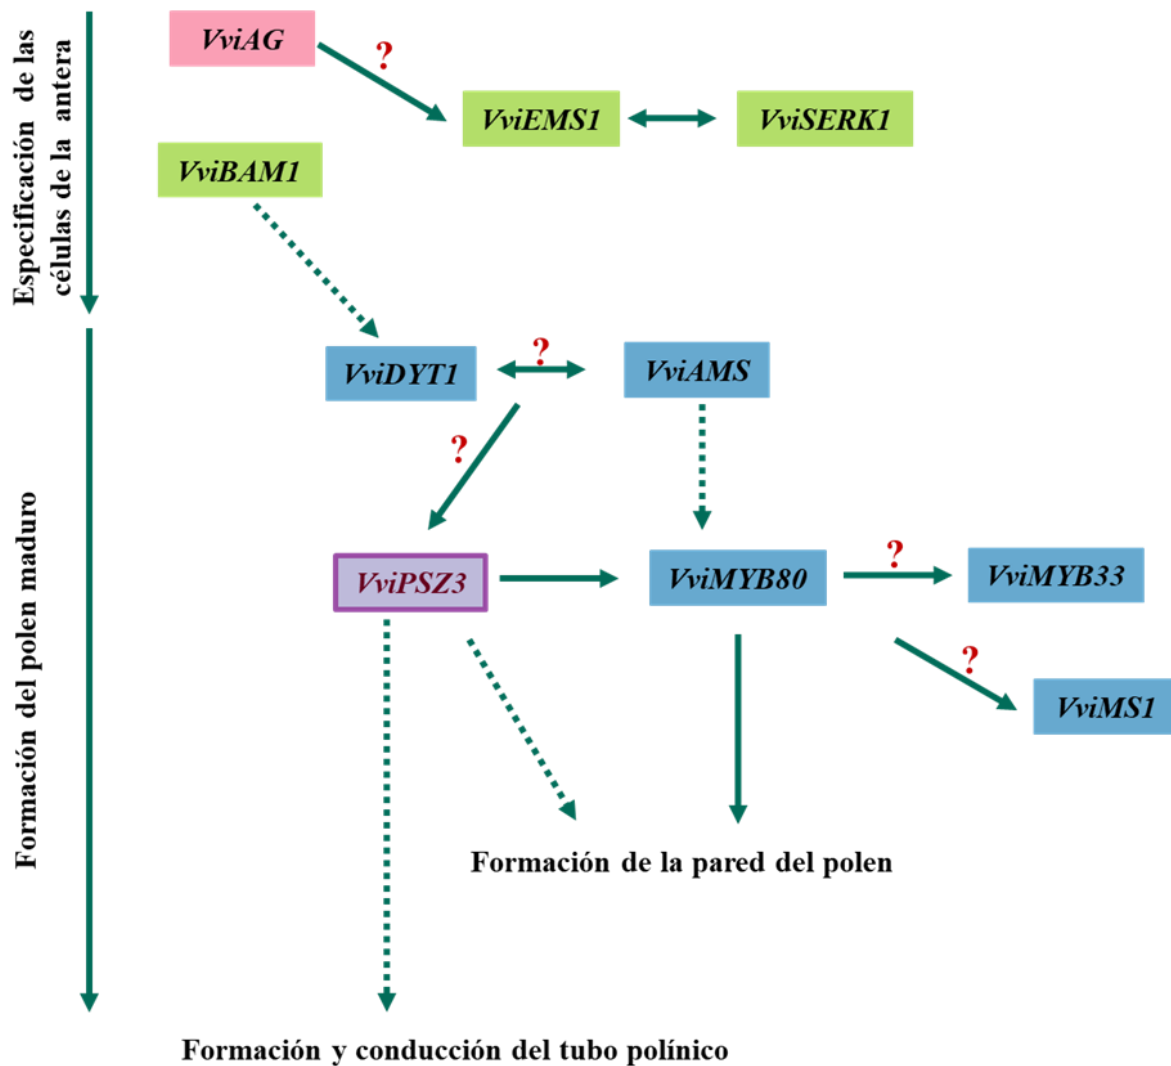 VviAG
?
VviEMS1
VviSERK1
VviBAM1
Especificación de las
células de la antera
VviDYT1
?
VviAMS
?
VviPSZ3
VviMYB80
?
VviMYB33
?
VviMS1
Formación del polen maduro
Formación de la pared del polen
Formación y conducción del tubo polínico